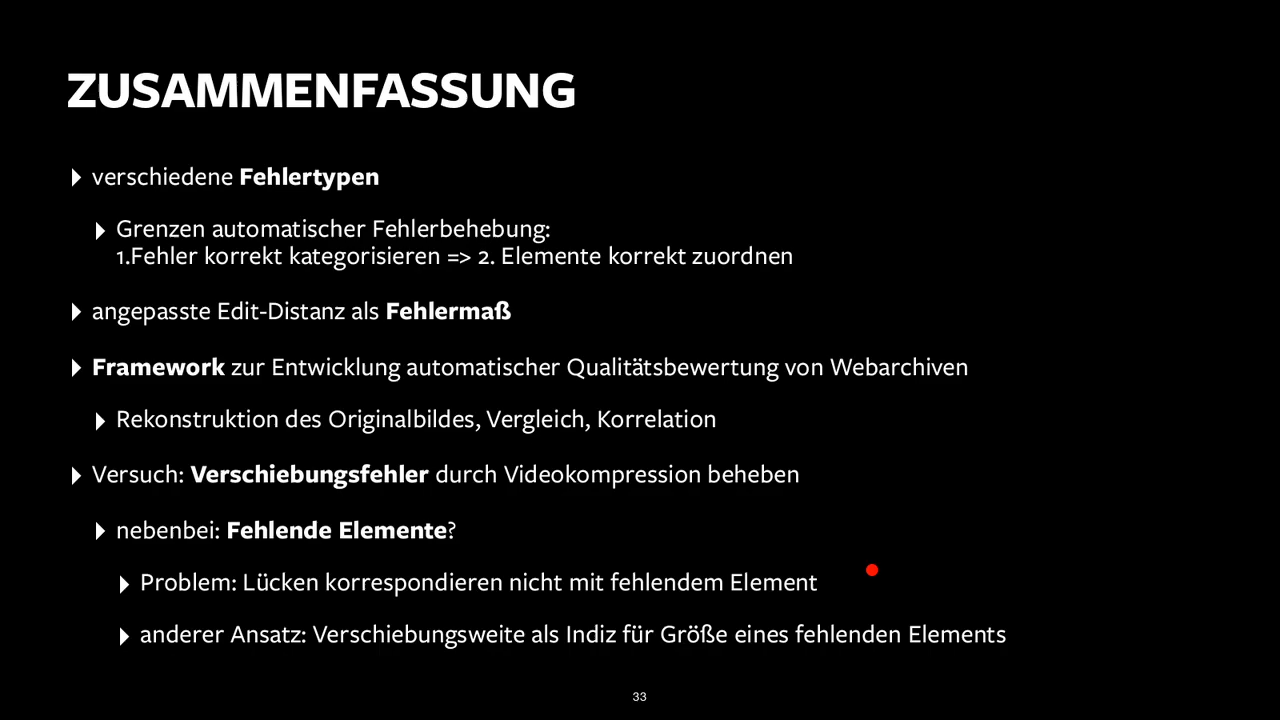 ZUSAMMENFASSUNG
verschiedene Fehlertypen
Grenzen automatischer Fehlerbehebung:
1.Fehler korrekt kategorisieren => 2. Elemente korrekt zuordnen
angepasste Edit-Distanz als Fehlermaß
Framework zur Entwicklung automatischer Qualitätsbewertung von Webarchiven
Rekonstruktion des Originalbildes, Vergleich, Korrelation
Versuch: Verschiebungsfehler durch Videokompression beheben
nebenbei: Fehlende Elemente?
Problem: Lücken korrespondieren nicht mit fehlendem Element
anderer Ansatz: Verschiebungsweite als Indiz für Größe eines fehlenden Elements
33